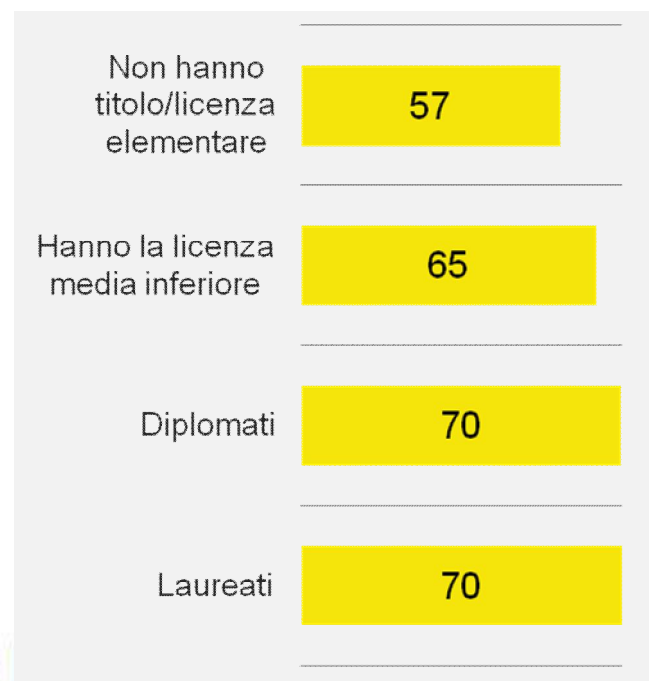 Non hanno
titolo/licenza
elementare
57
Hanno la licenza
media inferiore
65
Diplomati
70
Laureati
70